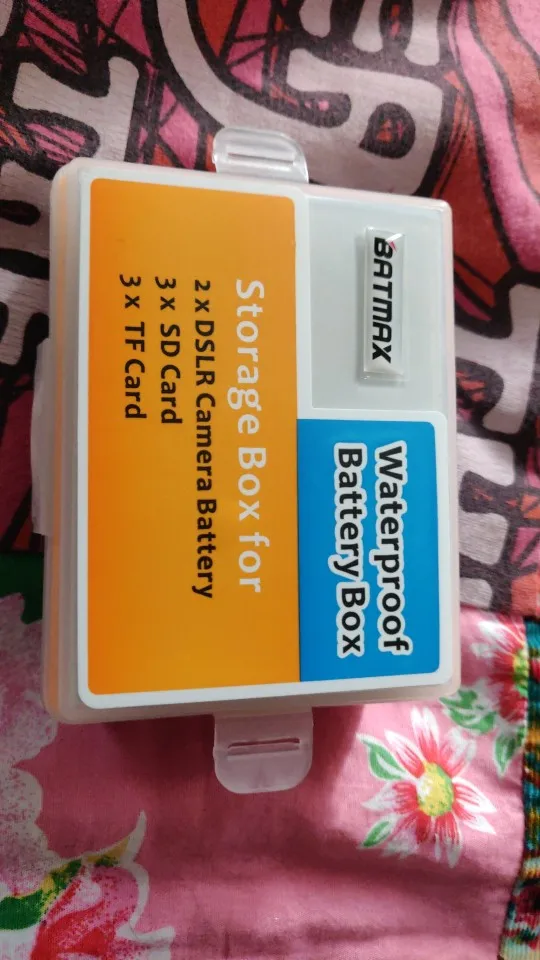 BATMAX
Waterproof
Battery Box
Storage Box for
2 x DSLR Camera Battery
3 x SD Card
3 x TF Card